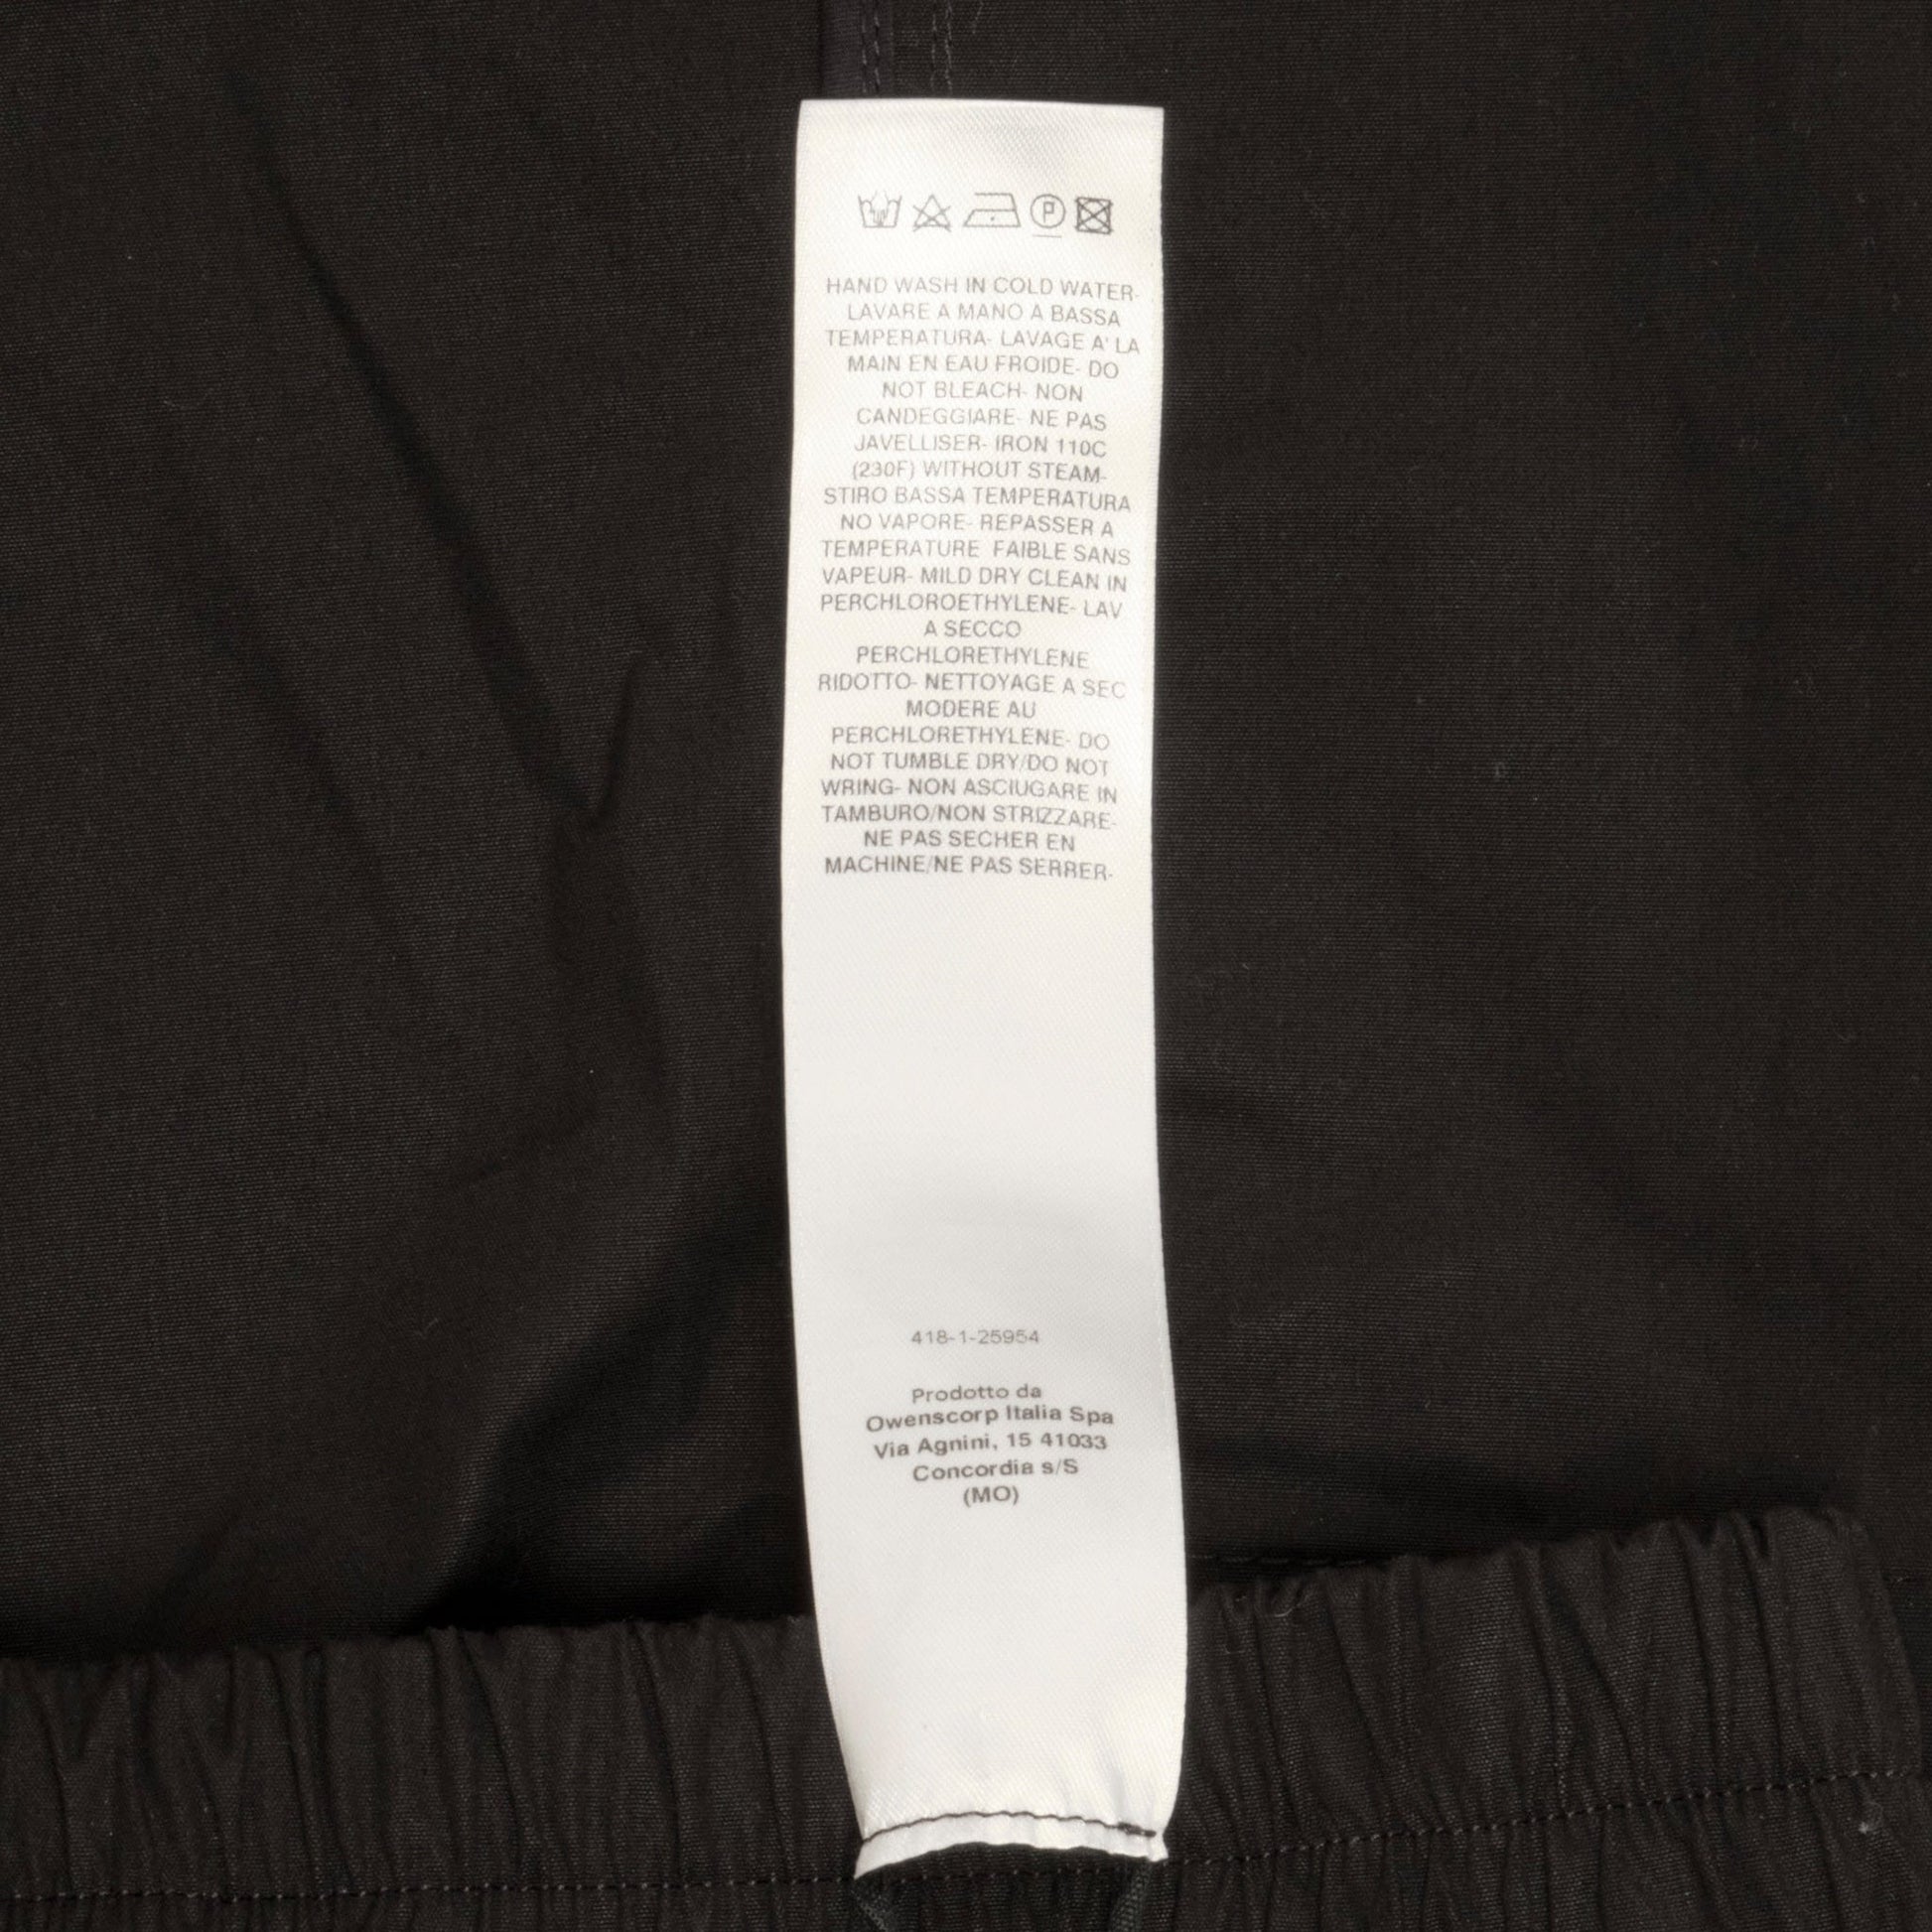 P
HAND WASH IN COLD WATER-
LAVARE A MANO A BASSA
TEMPERATURA- LAVAGE A' LA
MAIN EN EAU FROIDE- DO
NOT BLEACH- NON
CANDEGGIARE- NE PAS
JAVELLISER- IRON 110C
(230F) WITHOUT STEAM-
STIRO BASSA TEMPERATURA
NO VAPORE- REPASSER A
TEMPERATURE FAIBLE SANS
VAPEUR- MILD DRY CLEAN IN
PERCHLOROETHYLENE- LAV
A SECCO
PERCHLORETHYLENE
RIDOTTO- NETTOYAGE A SEC
MODERE AU
PERCHLORETHYLENE- DO
NOT TUMBLE DRY/DO NOT
WRING- NON ASCIUGARE IN
TAMBURO/NON STRIZZARE-
NE PAS SECHER EN
MACHINE/NE PAS SERRER-
418-1-25954
Prodotto da
Owenscorp Italia Spa
Via Agnini, 15 41033
Concordia s/S
(MO)